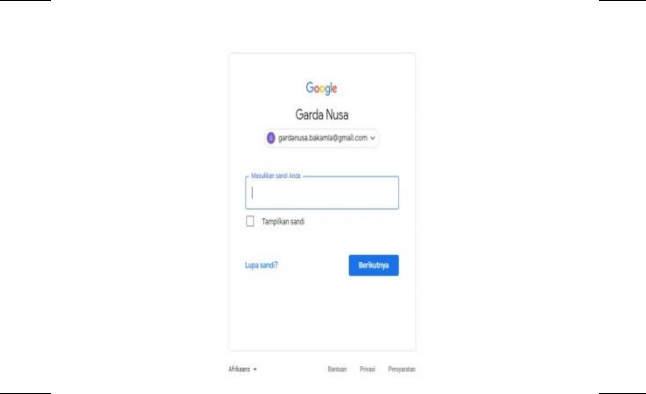 Google
Garda Nusa
gardanusa.bakamla@gmail.com
Masukkan sandi Anda
Tampilkan sandi
Lupa sandi?
Berikutnya
Afrikaans
Bantuan Privasi Persyaratan